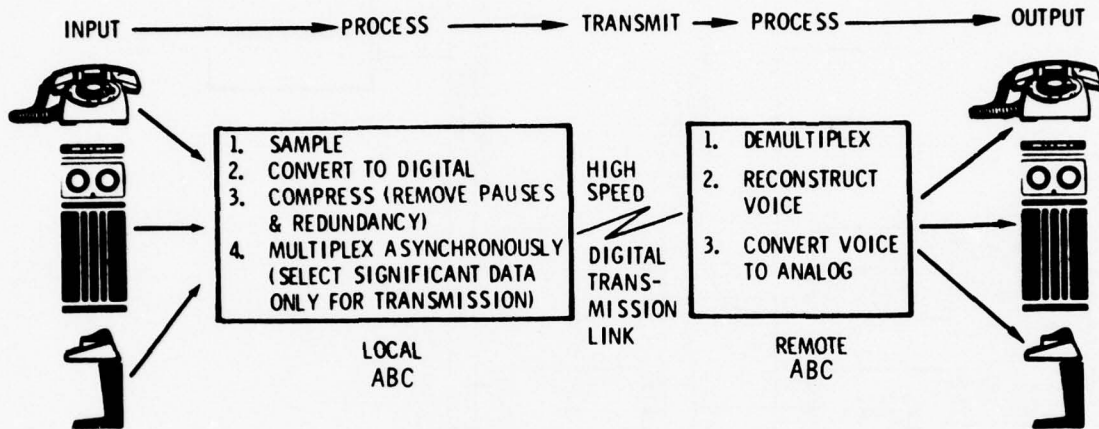 INPUT PROCESS TRANSMIT PROCESS OUTPUT
1. SAMPLE
2. CONVERT TO DIGITAL
3. COMPRESS (REMOVE PAUSES
& REDUNDANCY)
4. MULTIPLEX ASYNCHRONOUSLY
(SELECT SIGNIFICANT DATA
ONLY FOR TRANSMISSION)
LOCAL
ABC
HIGH
SPEED
DIGITAL
TRANS-
MISSION
LINK
1. DEMULTIPLEX
2. RECONSTRUCT
VOICE
3. CONVERT VOICE
TO ANALOG
REMOTE
ABC